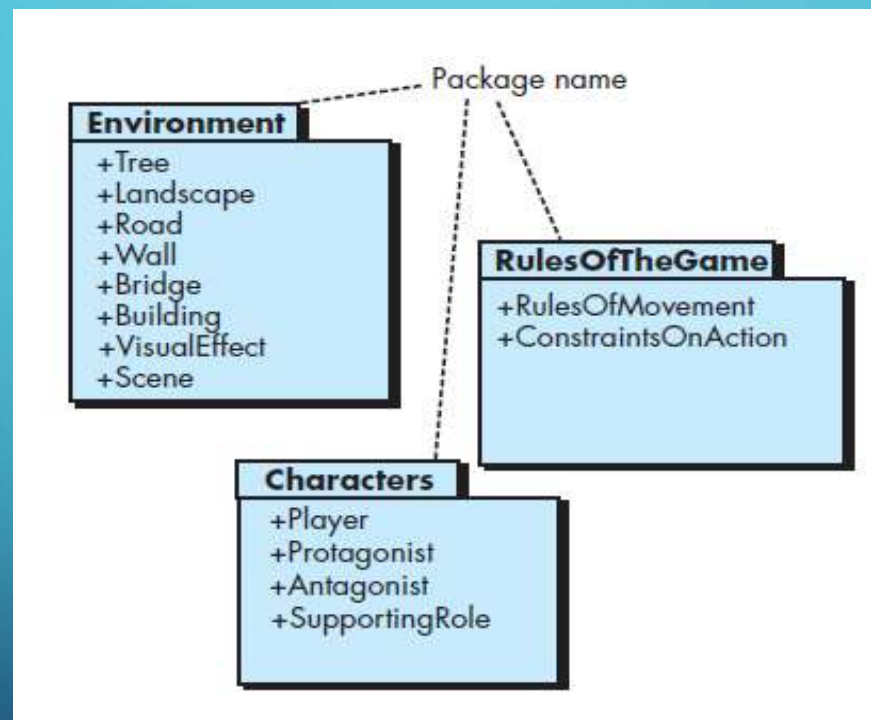 Package name
Environment
+Tree
+Landscape
+Road
+Wall
+Bridge
+Building
+VisualEffect
+Scene
RulesOfTheGame
+RulesOfMovement
+ConstraintsOnAction
Characters
+Player
+Protagonist
+Antagonist
+SupportingRole